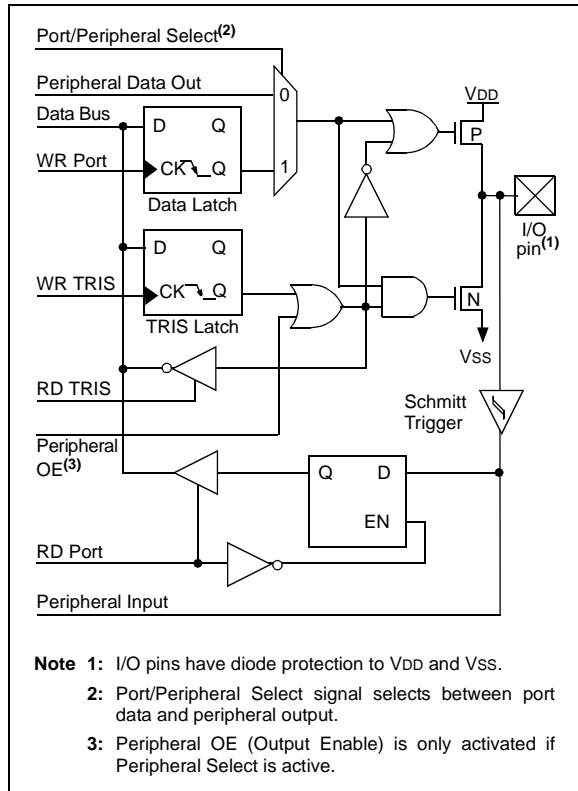 Port/Peripheral Select(2)
Peripheral Data Out
Data Bus
WR Port
D Q
CK Q
Data Latch
0
1
VDD
P
I/O
pin(1)
WR TRIS
D Q
CK Q
TRIS Latch
N
VSS
RD TRIS
Schmitt
Trigger
Peripheral
OE(3)
Q D
EN
RD Port
Peripheral Input
Note 1: I/O pins have diode protection to VDD and VSS.
2: Port/Peripheral Select signal selects between port
data and peripheral output.
3: Peripheral OE (Output Enable) is only activated if
Peripheral Select is active.